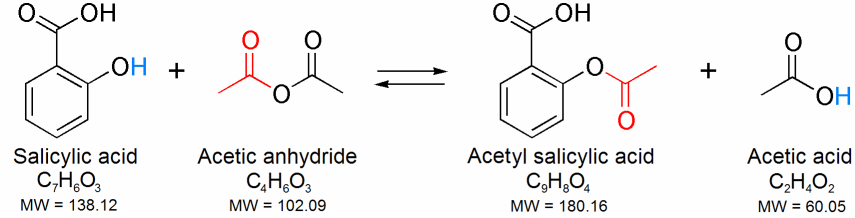 O OH
OH
+
O O
O
O OH
O
O
+
O
OH
Salicylic acid
C₇H₆O₃
MW = 138.12
Acetic anhydride
C₄H₆O₃
MW = 102.09
Acetyl salicylic acid
C₉H₈O₄
MW = 180.16
Acetic acid
C₂H₄O₂
MW = 60.05